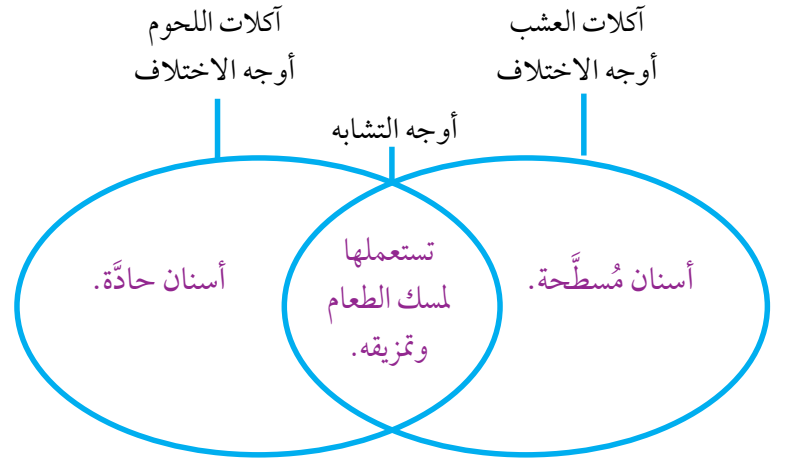 آكلات العشب
أوجه الاختلاف
آكلات اللحوم
أوجه الاختلاف
أوجه التشابه
أسنان مُسطَّحة.
تستعملها
لمسك الطعام
وتمزيقه.
أسنان حادَّة.